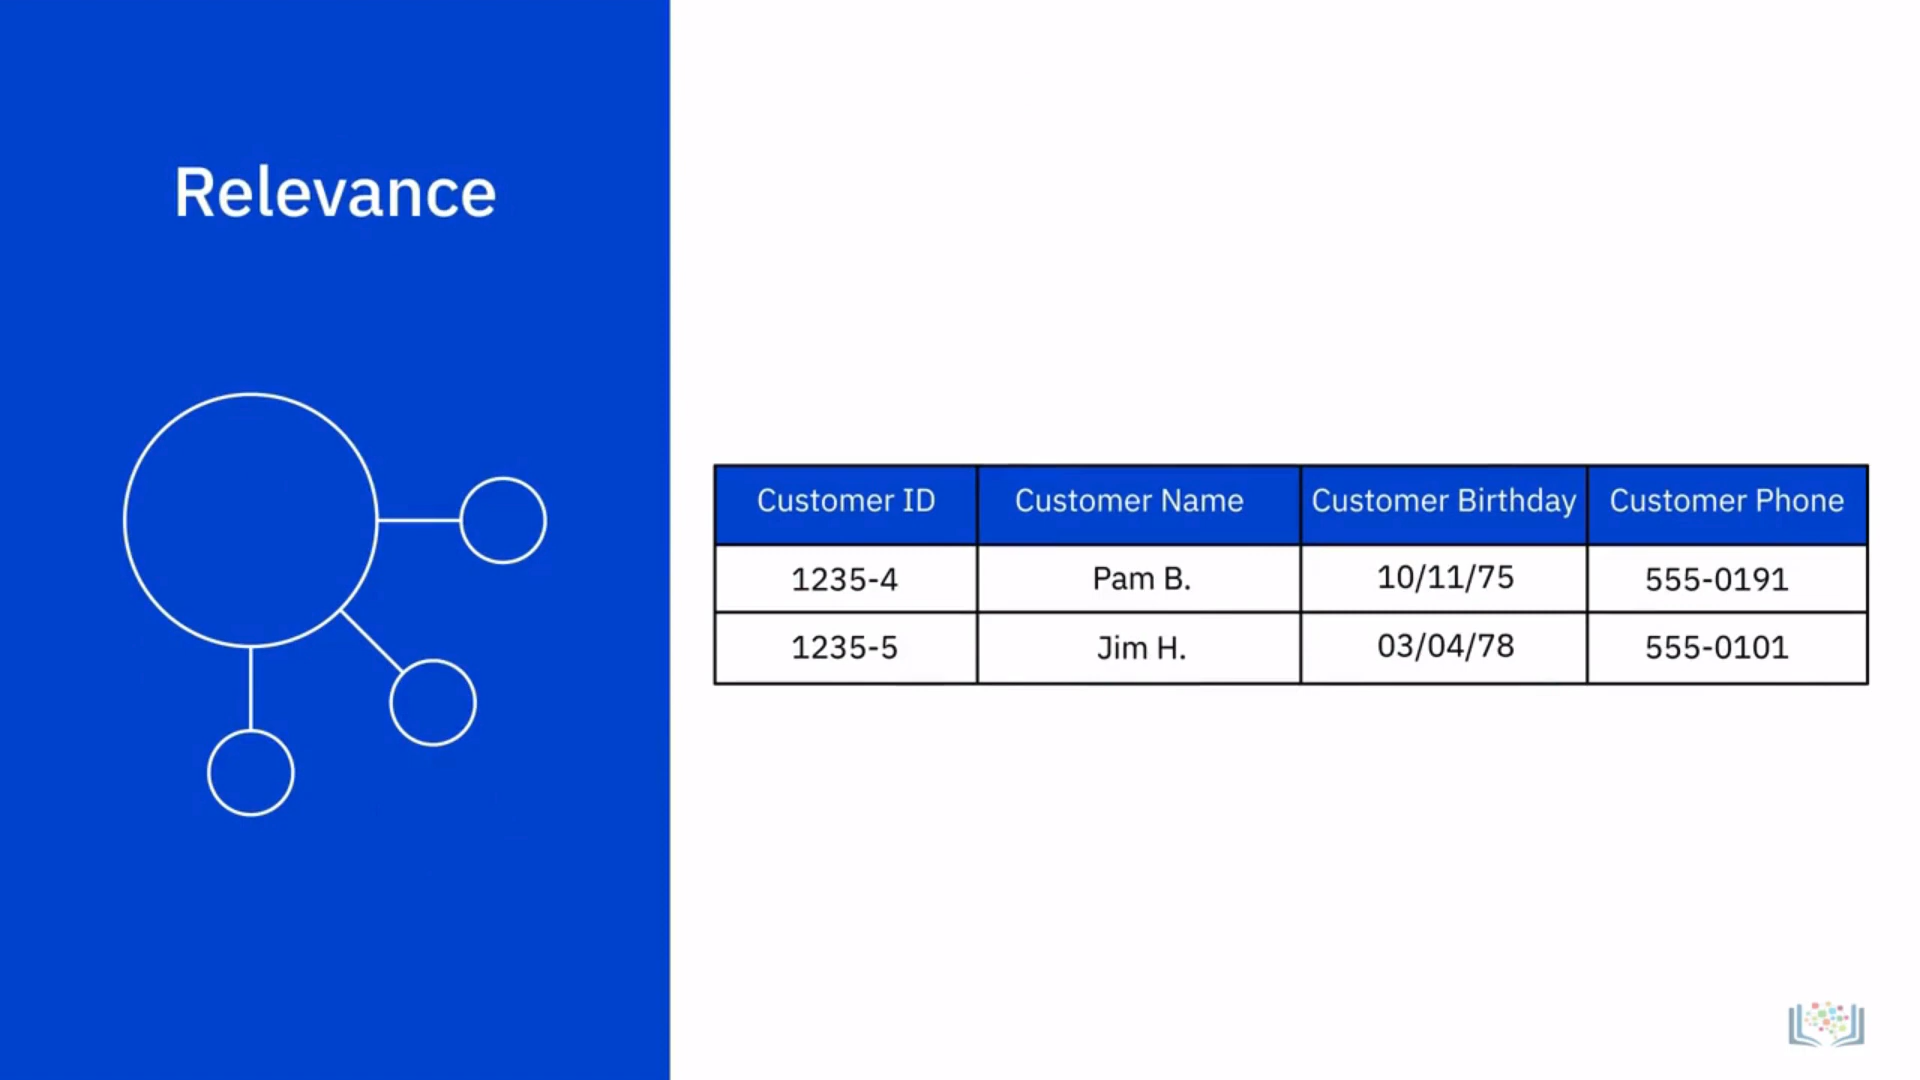 Relevance
Customer ID Customer Name Customer Birthday Customer Phone
1235-4 Pam B. 10/11/75 555-0191
1235-5 Jim H. 03/04/78 555-0101